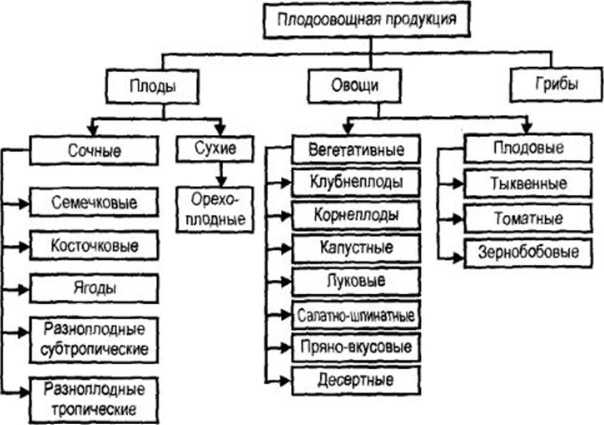 Плодоовощная продукция
Плоды
Овощи
Грибы
Сочные
Сухие
Вегетативные
Плодовые
Семечковые
Косточковые
Ягоды
Разноплодные
субтропические
Разноплодные
тропические
Орехо-
плодные
Клубнеплоды
Корнеплоды
Капустные
Луковые
Салатно-шпинатные
Пряно-вкусовые
Десертные
Тыквенные
Томатные
Зернобобовые